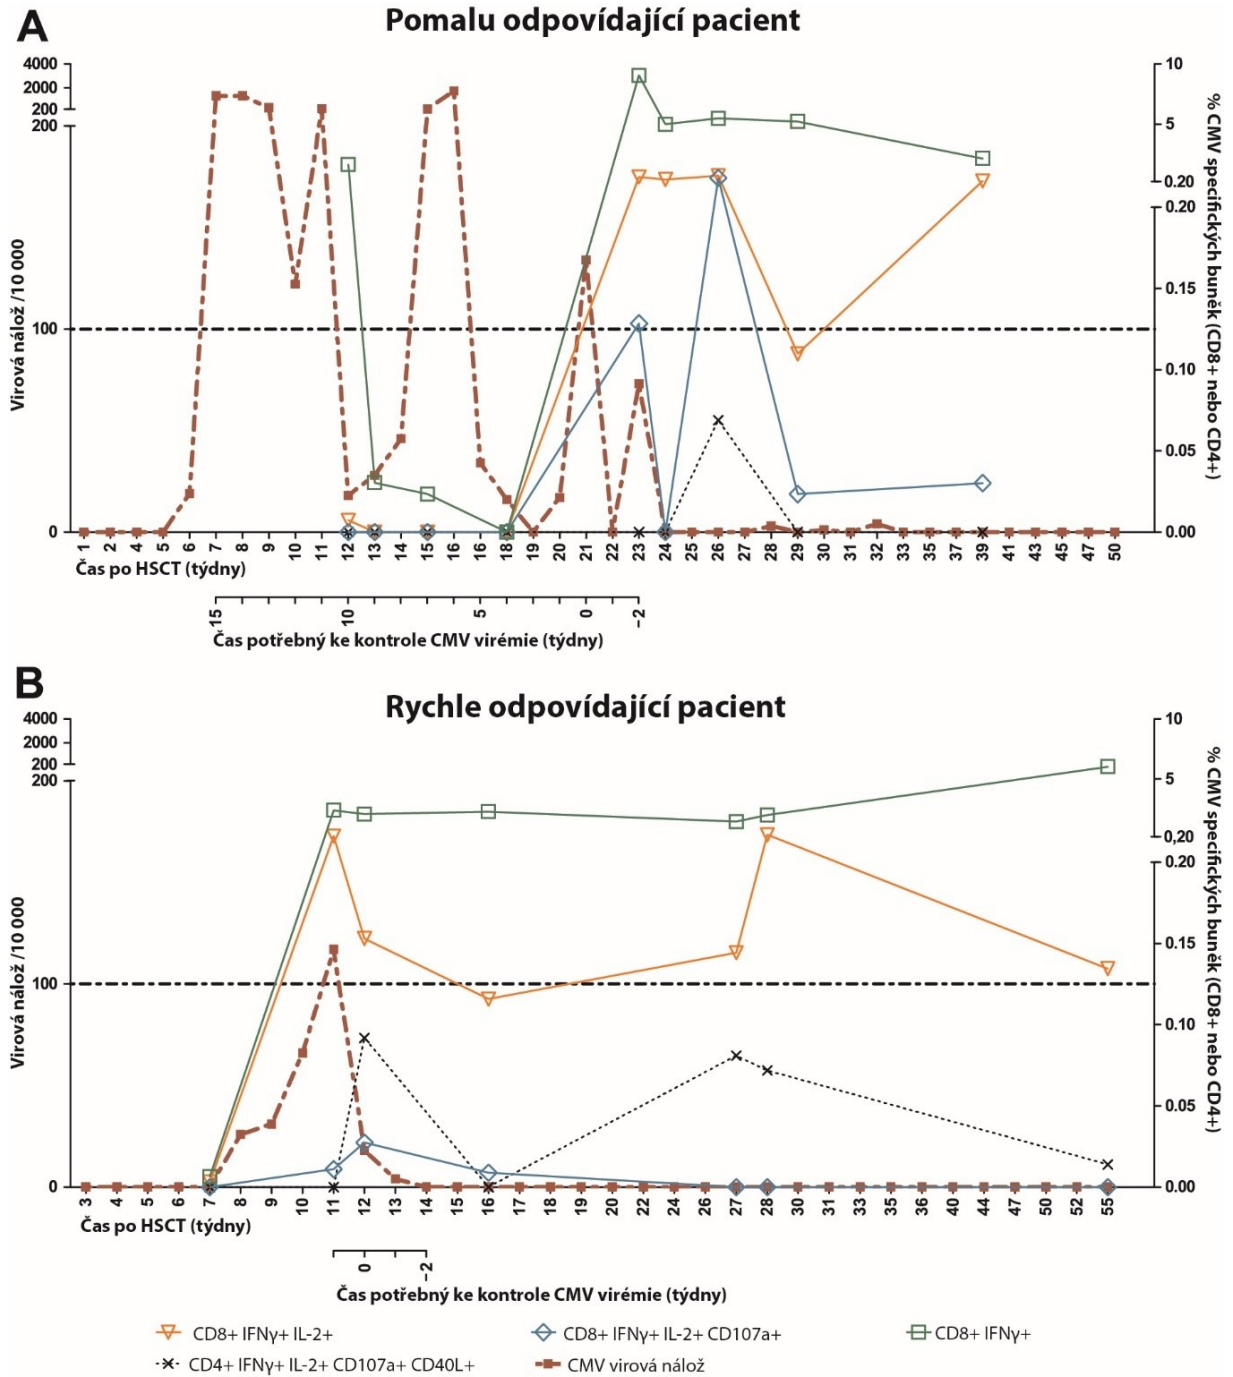 A
Pomalu odpovídající pacient
4000
2000
200
200
100
0
Virová nálož /10 000
10
5
0.20
0.20
0.15
0.10
0.05
0.00
% CMV specifických buněk (CD8+ nebo CD4+)
1 2 4 5 6 7 8 9 10 11 12 13 14 15 16 16 18 19 20 21 22 23 24 25 26 27 28 29 30 31 32 33 35 37 39 41 43 45 47 50
Čas po HSCT (týdny)
15 10 5 0 -2
Čas potřebný ke kontrole CMV virémie (týdny)
B
Rychle odpovídající pacient
4000
2000
200
200
100
0
Virová nálož /10 000
10
5
0,20
0.20
0.15
0.10
0.05
0.00
% CMV specifických buněk (CD8+ nebo CD4+)
3 4 5 6 7 8 9 10 11 12 13 14 15 16 17 18 19 20 22 22 24 26 27 28 30 31 33 35 36 40 44 47 50 52 55
Čas po HSCT (týdny)
0 -2
Čas potřebný ke kontrole CMV virémie (týdny)
CD8+ IFNγ+ IL-2+
CD8+ IFNγ+ IL-2+ CD107a+
CD8+ IFNγ+
CD4+ IFNγ+ IL-2+ CD107a+ CD40L+
CMV virová nálož